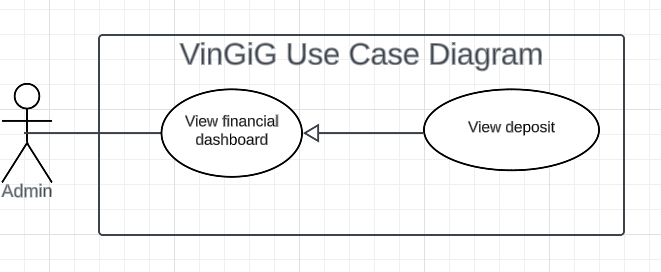 VinGiG Use Case Diagram
View financial
dashboard
View deposit
Admin